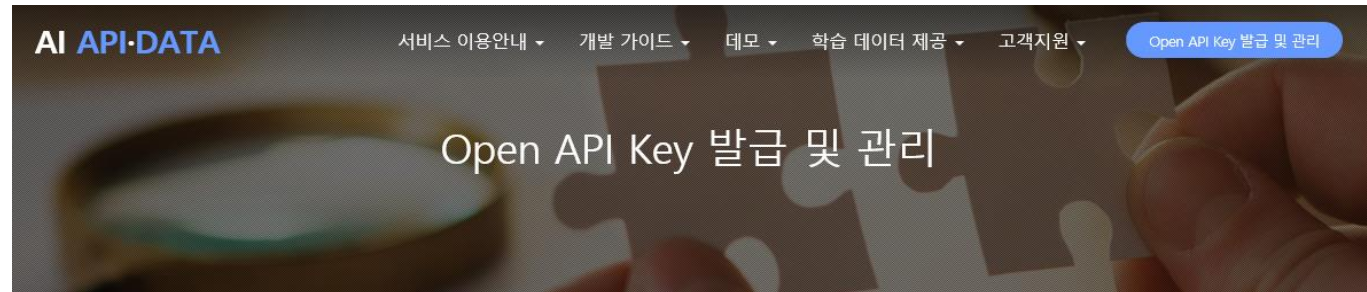 AI API·DATA
서비스 이용안내 개발 가이드 데모 학습 데이터 제공 고객지원 Open API Key 발급 및 관리
Open API Key 발급 및 관리